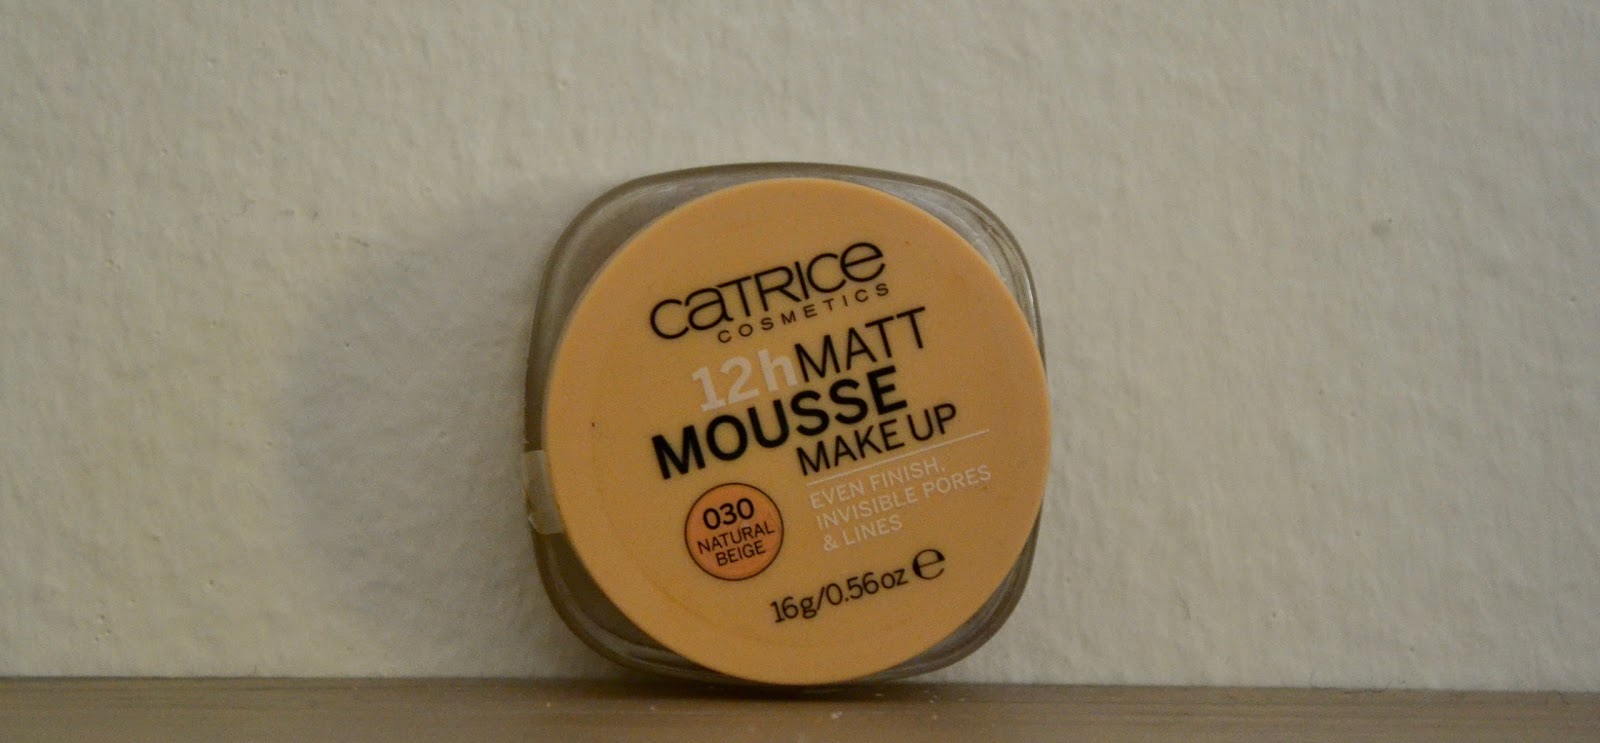 CATRICE
COSMETICS
12h MATT
MOUSSE
MAKE UP
EVEN FINISH,
INVISIBLE PORES
& LINES
030
NATURAL
BEIGE
16g/0.56oz ℮